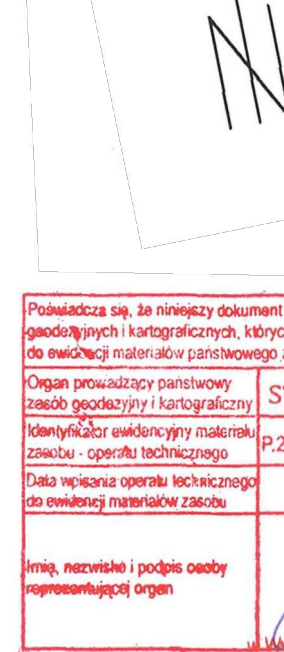 Poświadcza się, że niniejszy dokument
geodezyjnych i kartograficznych, któryc
do ewidencji materiałów państwowego
Organ prowadzący państwowy
zasób geodezyjny i kartograficzny
S
Identyfikator ewidencyjny materiału
zasobu - operatu technicznego
P.2
Data wpisania operatu technicznego
do ewidencji materiałów zasobu
Imię, nazwisko i podpis osoby
reprezentującej organ